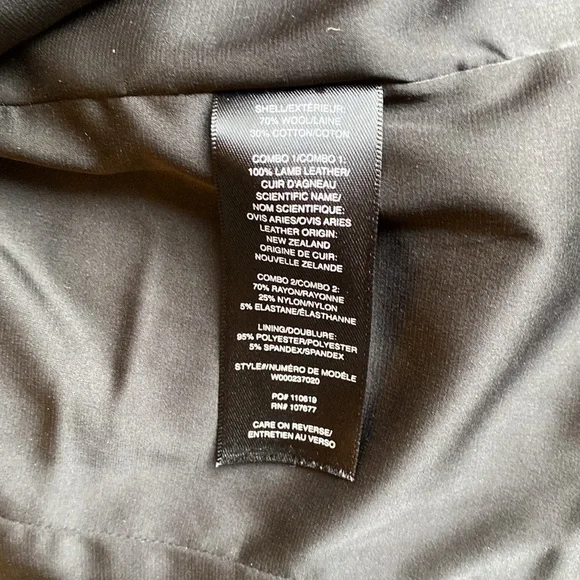 SHELL/EXTÉRIEUR:
70% WOOL/LAINE
30% COTTON/COTON
COMBO 1/COMBO 1:
100% LAMB LEATHER/
CUIR D'AGNEAU
SCIENTIFIC NAME/
NOM SCIENTIFIQUE:
OVIS ARIES/OVIS ARIES
LEATHER ORIGIN:
NEW ZEALAND
ORIGINE DE CUIR:
NOUVELLE ZELANDE
COMBO 2/COMBO 2:
70% RAYON/RAYONNE
25% NYLON/NYLON
5% ELASTANE/ÉLASTHANNE
LINING/DOUBLURE:
95% POLYESTER/POLYESTER
5% SPANDEX/SPANDEX
STYLE#/NUMÉRO DE MODÈLE
W000237020
PO# 110619
RN# 107677
CARE ON REVERSE/
ENTRETIEN AU VERSO